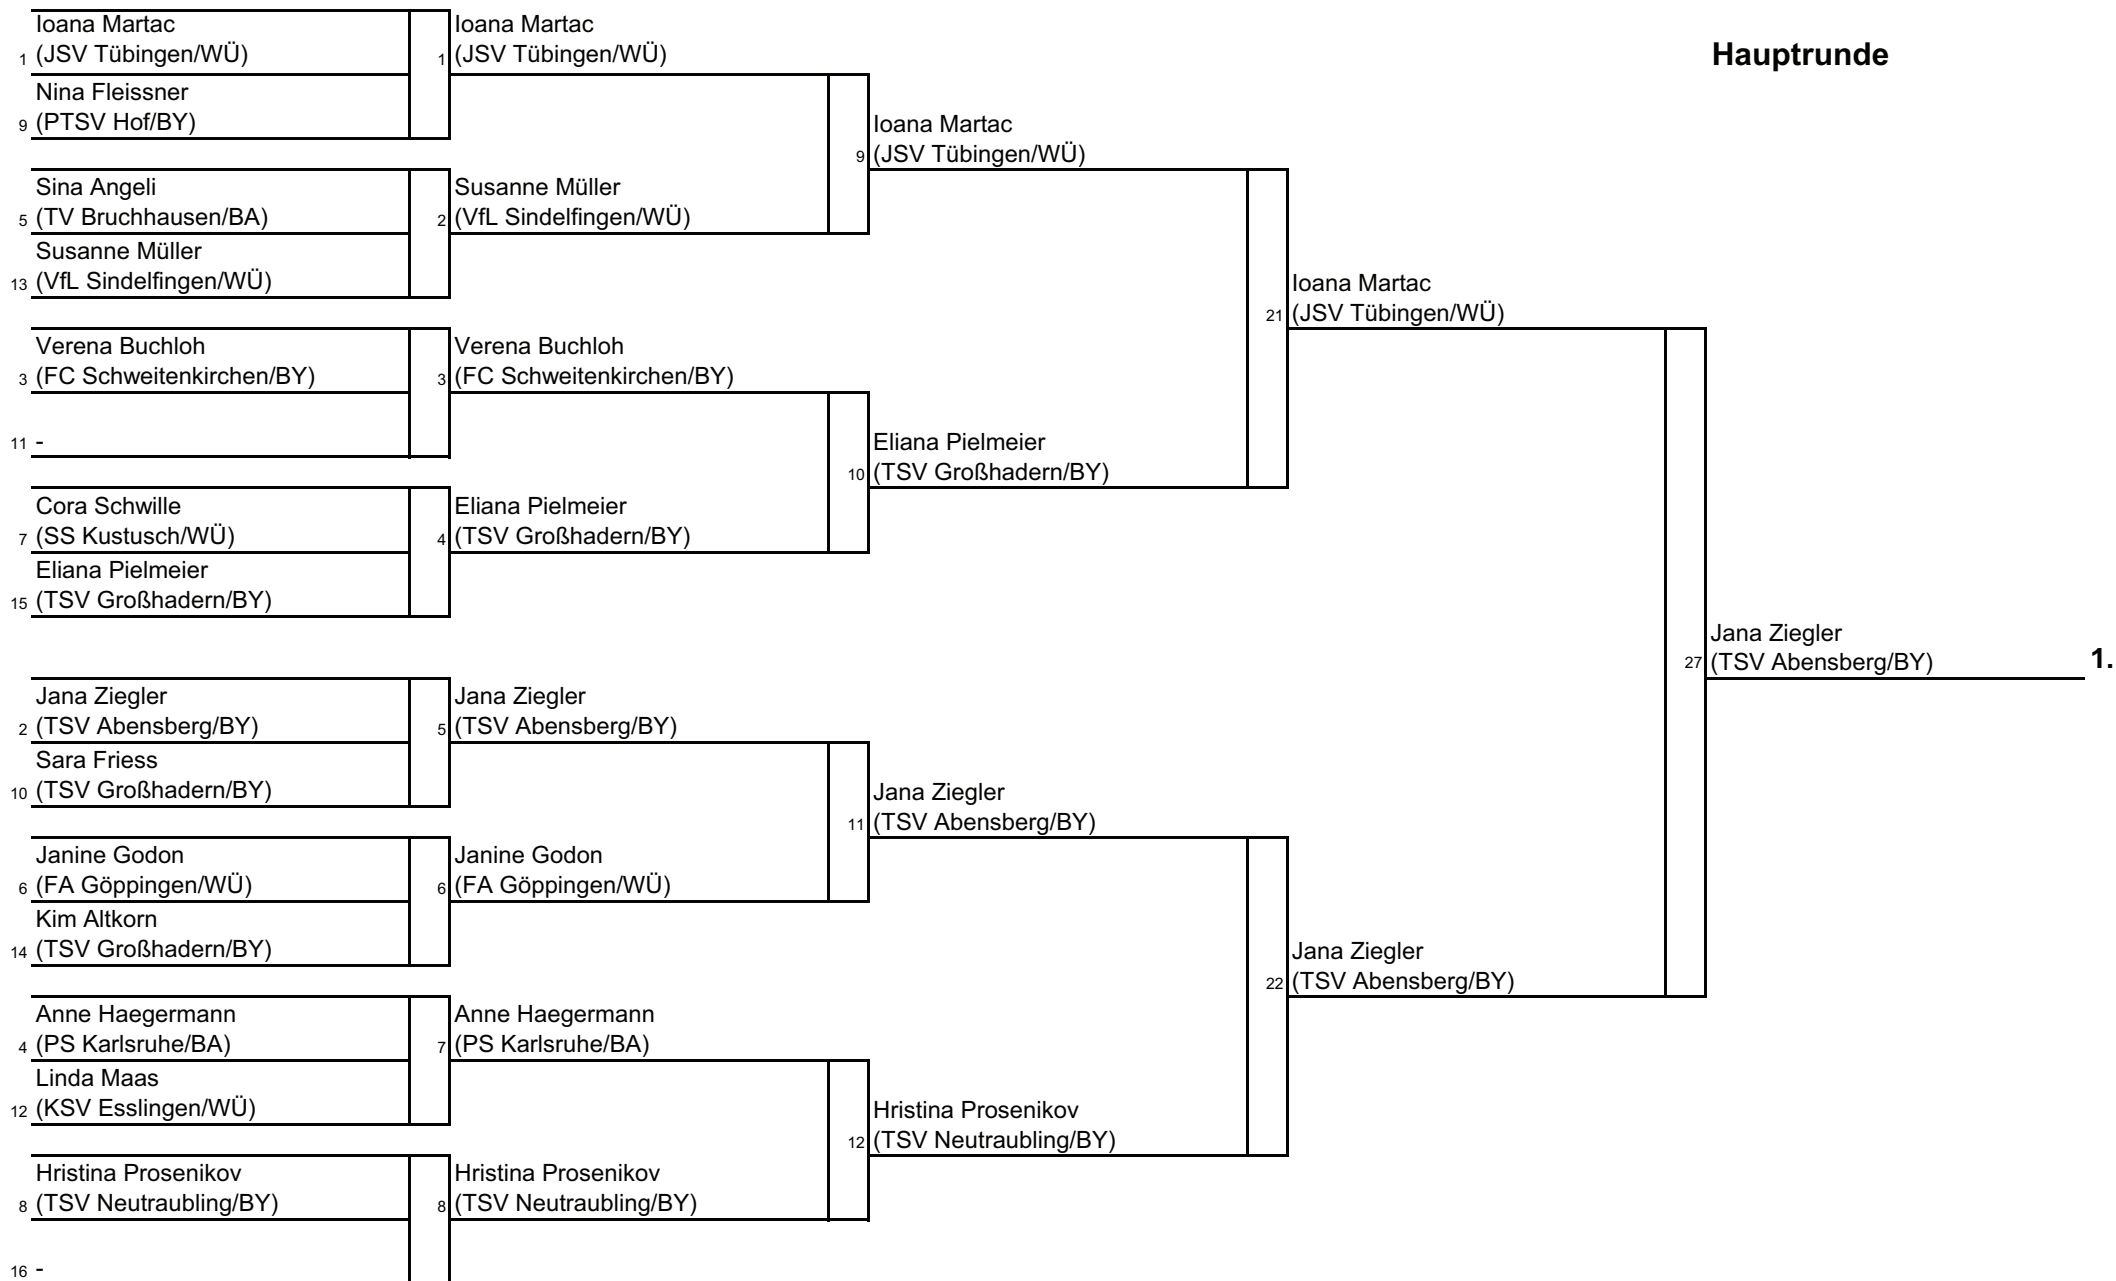 Hauptrunde
Ioana Martac
1 (JSV Tübingen/WÜ)
Nina Fleissner
9 (PTSV Hof/BY)
Sina Angeli
5 (TV Bruchhausen/BA)
Susanne Müller
13 (VfL Sindelfingen/WÜ)
Verena Buchloh
3 (FC Schweitenkirchen/BY)
11 -
Cora Schwille
7 (SS Kustusch/WÜ)
Eliana Pielmeier
15 (TSV Großhadern/BY)
Jana Ziegler
2 (TSV Abensberg/BY)
Sara Friess
10 (TSV Großhadern/BY)
Janine Godon
6 (FA Göppingen/WÜ)
Kim Altkorn
14 (TSV Großhadern/BY)
Anne Haegermann
4 (PS Karlsruhe/BA)
Linda Maas
12 (KSV Esslingen/WÜ)
Hristina Prosenikov
8 (TSV Neutraubling/BY)
16 -
Ioana Martac
1 (JSV Tübingen/WÜ)
Susanne Müller
2 (VfL Sindelfingen/WÜ)
Verena Buchloh
3 (FC Schweitenkirchen/BY)
Eliana Pielmeier
4 (TSV Großhadern/BY)
Jana Ziegler
5 (TSV Abensberg/BY)
Janine Godon
6 (FA Göppingen/WÜ)
Anne Haegermann
7 (PS Karlsruhe/BA)
Hristina Prosenikov
8 (TSV Neutraubling/BY)
Ioana Martac
9 (JSV Tübingen/WÜ)
Eliana Pielmeier
10 (TSV Großhadern/BY)
Jana Ziegler
11 (TSV Abensberg/BY)
Hristina Prosenikov
12 (TSV Neutraubling/BY)
Ioana Martac
21 (JSV Tübingen/WÜ)
Jana Ziegler
22 (TSV Abensberg/BY)
Jana Ziegler
27 (TSV Abensberg/BY) 1.